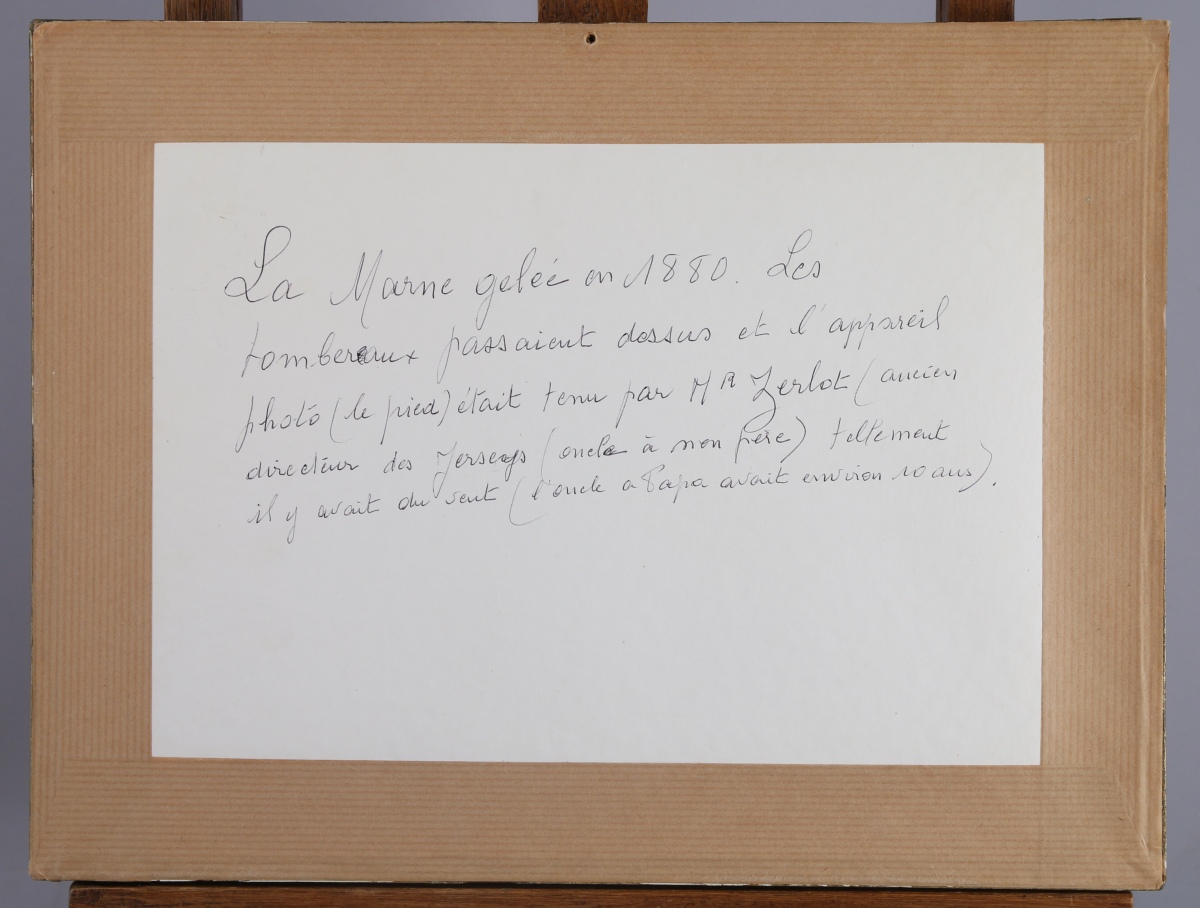 La Marne gelée en 1880. Les
tombereaux passaient dessus et l'appareil
photo (le pied) était tenu par Mr Zerlot (ancien
directeur des Jerseys (oncle à mon père) tellement
il y avait du vent (l'oncle a Papa avait environ 10 ans).